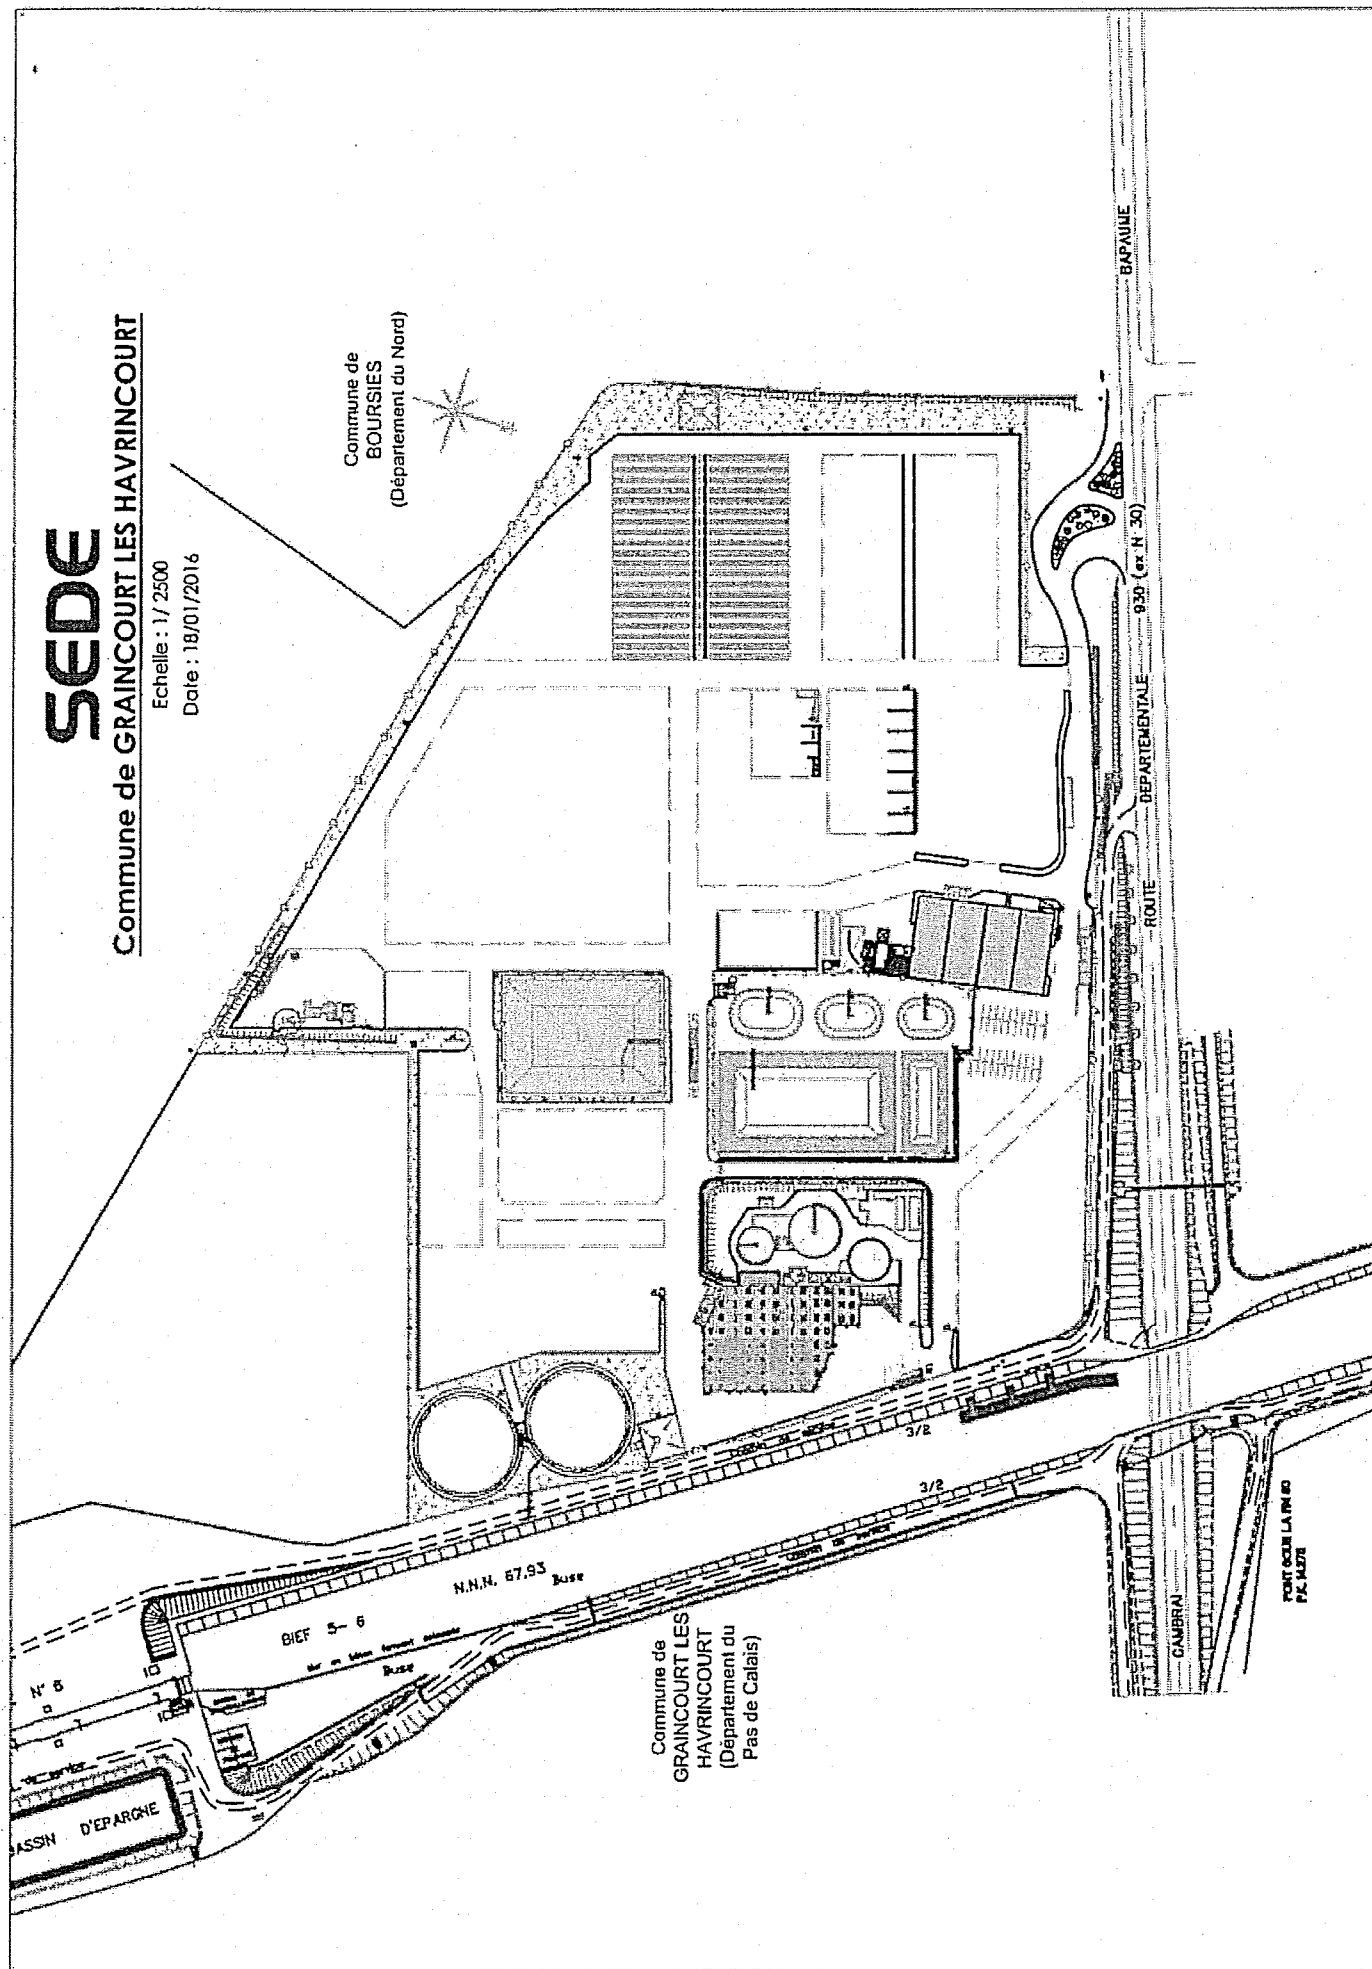 SEDE
Commune de GRAINCOURT LES HAVRINCOURT
Echelle : 1 / 2500
Date : 18/01/2016
Commune de
BOURSIES
(Département du Nord)
BAPAUME
ROUTE DEPARTEMENTALE 930 (ex N 30)
CAMBRAI
3/2
3/2
N.N.N. 67.93
Buse
BIEF 5- 6
Buse
N° 6
BASSIN D'EPARGNE
Commune de
GRAINCOURT LES
HAVRINCOURT
(Département du
Pas de Calais)